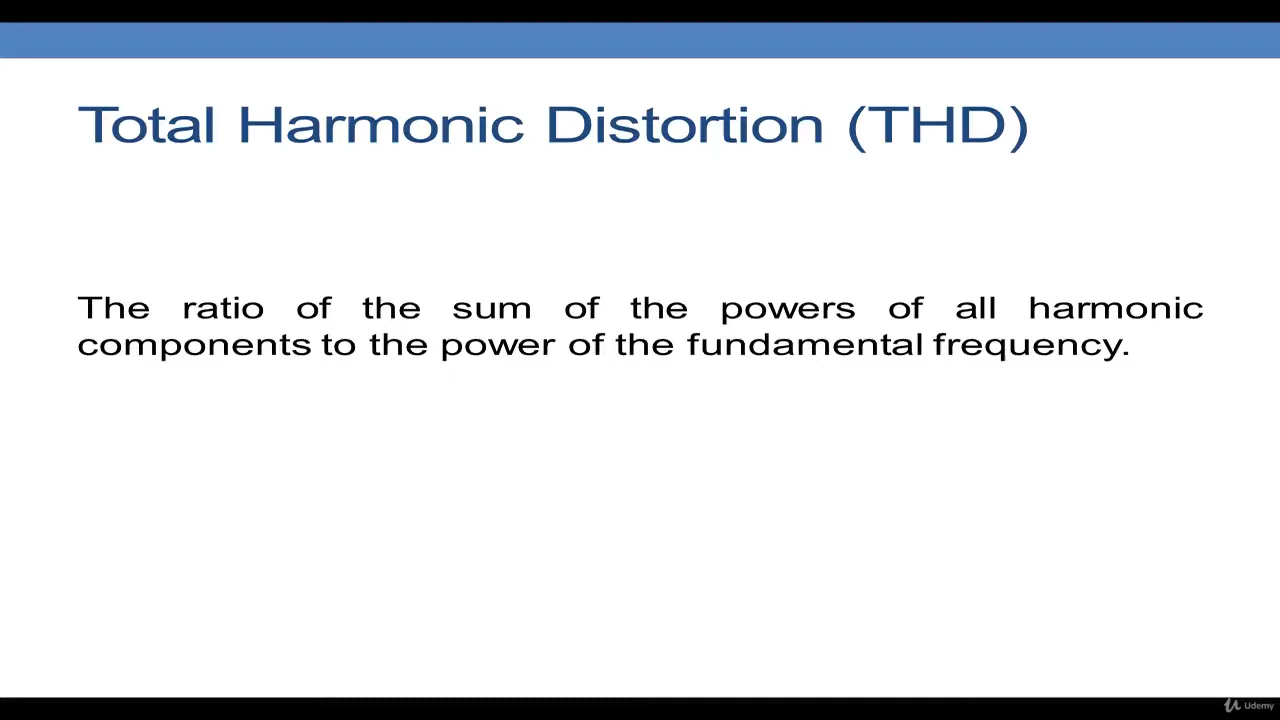 Total Harmonic Distortion (THD)
The ratio of the sum of the powers of all harmonic
components to the power of the fundamental frequency.
Udemy